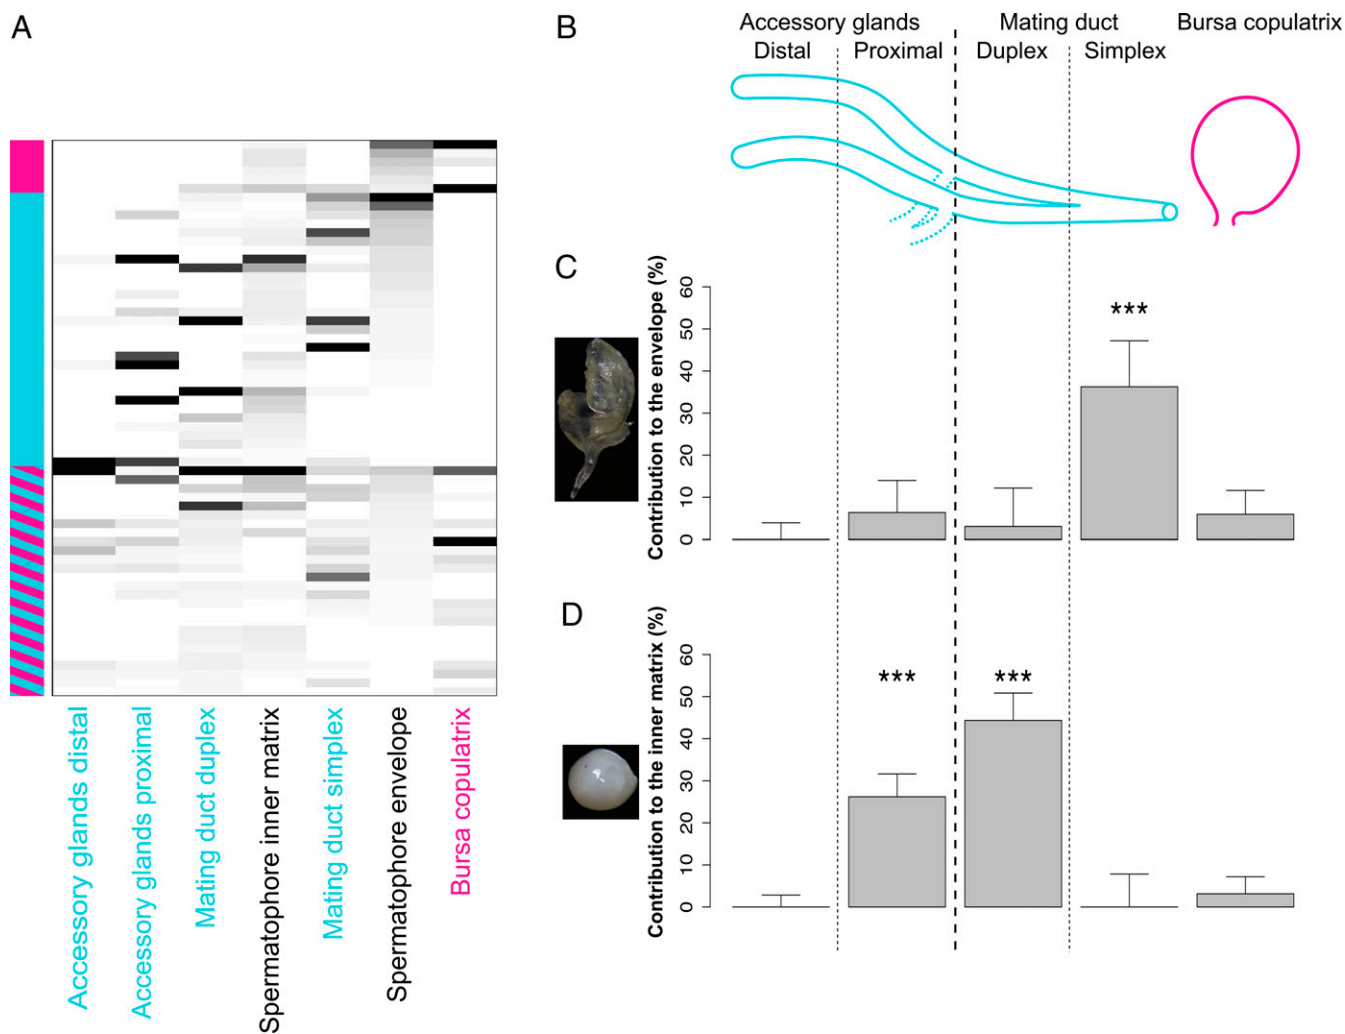 A
Accessory glands distal
Accessory glands proximal
Mating duct duplex
Spermatophore inner matrix
Mating duct simplex
Spermatophore envelope
Bursa copulatrix
B
Accessory glands
Mating duct
Bursa copulatrix
Distal
Proximal
Duplex
Simplex
C
Contribution to the envelope (%)
60
50
40
30
20
10
0
***
D
Contribution to the inner matrix (%)
60
50
40
30
20
10
0
***
***